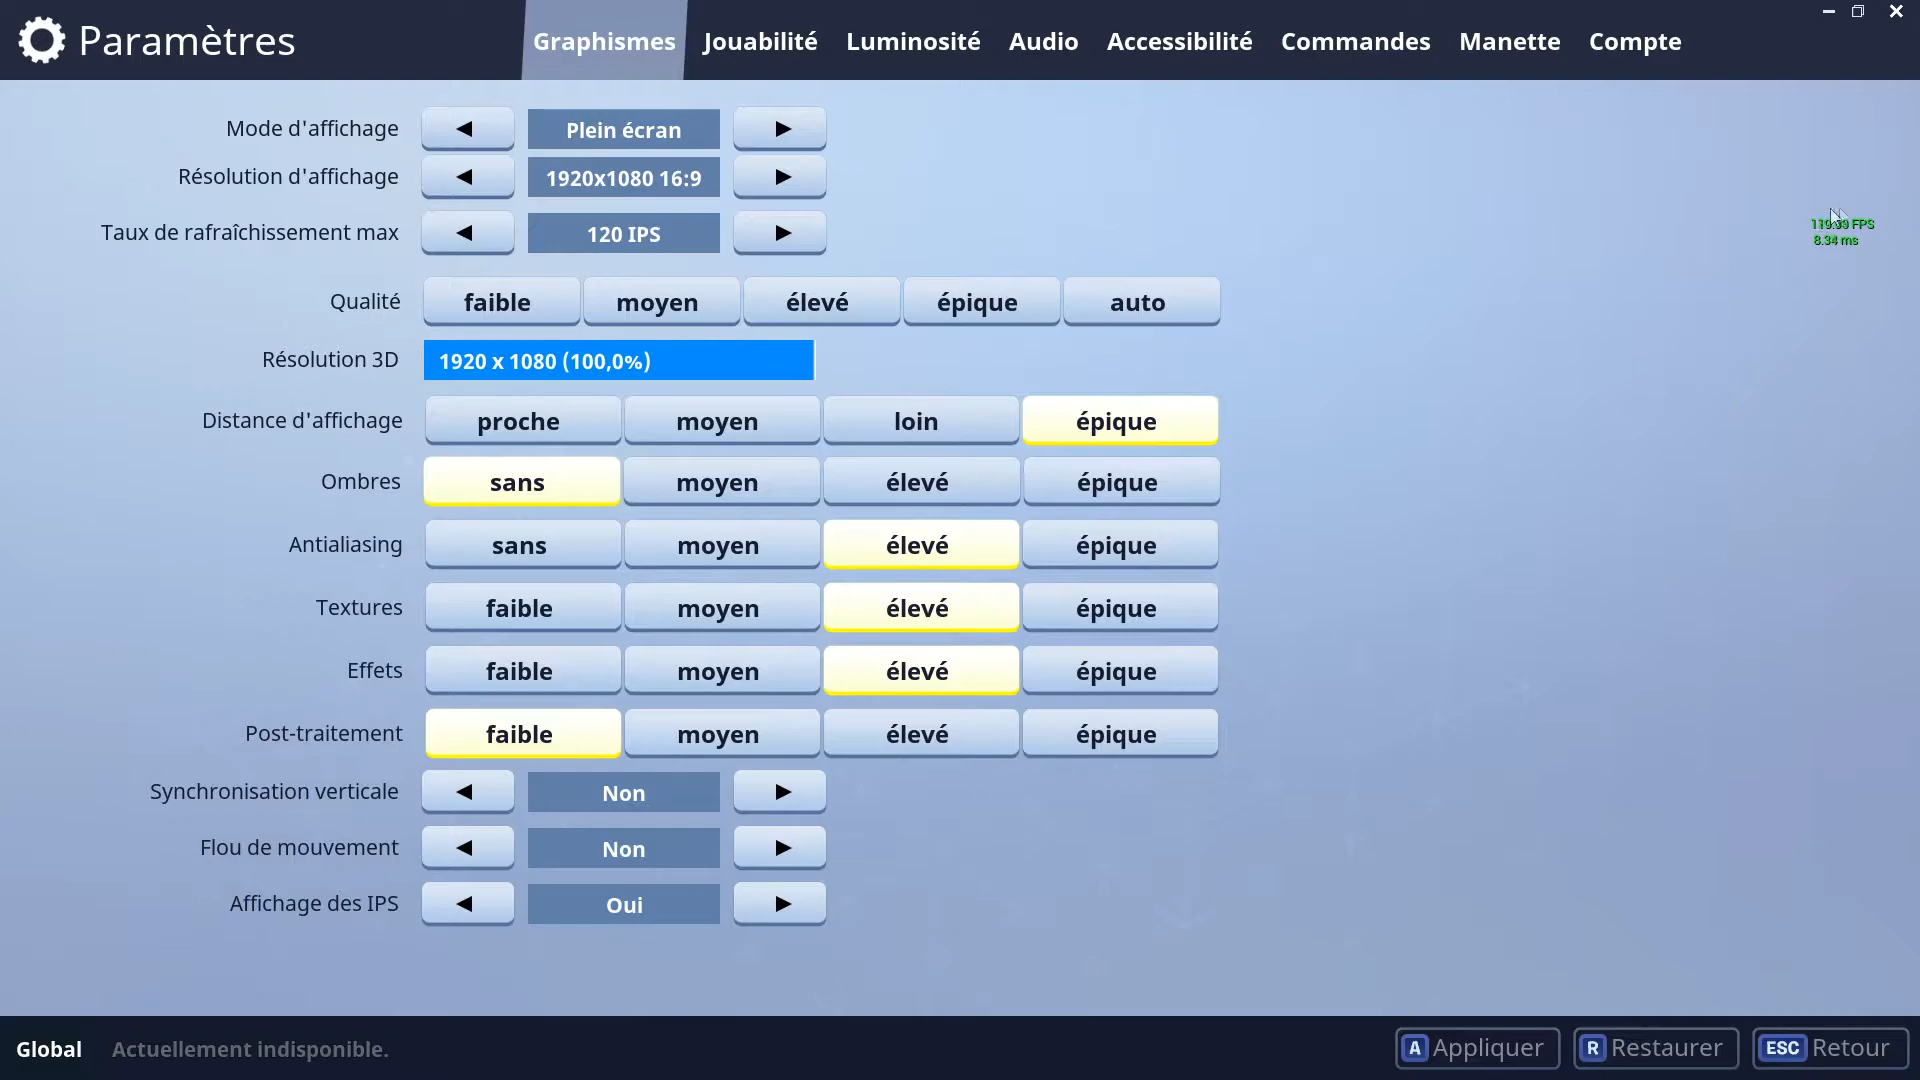 Paramètres Graphismes Jouabilité Luminosité Audio Accessibilité Commandes Manette Compte
Mode d'affichage Plein écran
Résolution d'affichage 1920x1080 16:9
Taux de rafraîchissement max 120 IPS
FPS
8.34 ms
Qualité faible moyen élevé épique auto
Résolution 3D 1920 x 1080 (100,0%)
Distance d'affichage proche moyen loin épique
Ombres sans moyen élevé épique
Antialiasing sans moyen élevé épique
Textures faible moyen élevé épique
Effets faible moyen élevé épique
Post-traitement faible moyen élevé épique
Synchronisation verticale Non
Flou de mouvement Non
Affichage des IPS Oui
Global Actuellement indisponible. A Appliquer R Restaurer ESC Retour